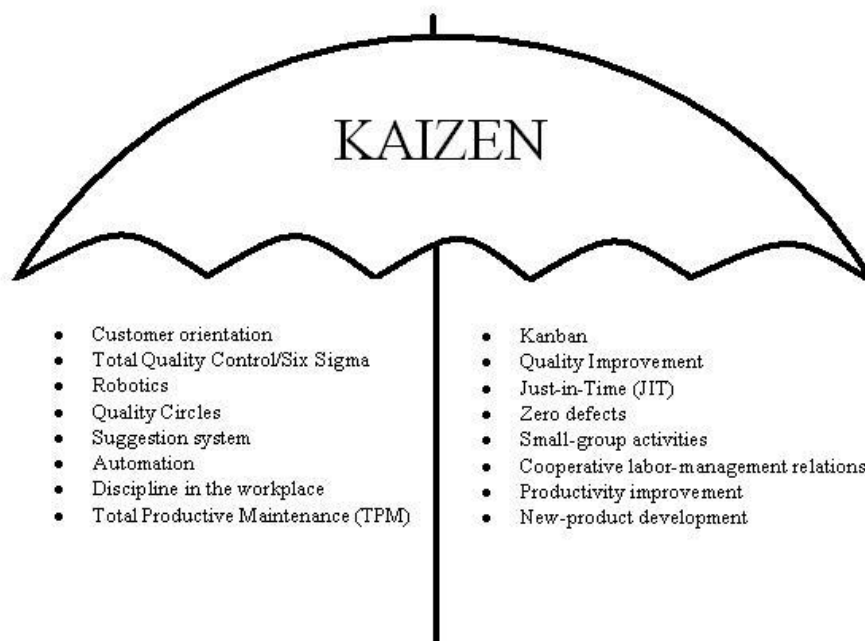 KAIZEN
Customer orientation
Total Quality Control/Six Sigma
Robotics
Quality Circles
Suggestion system
Automation
Discipline in the workplace
Total Productive Maintenance (TPM)
Kanban
Quality Improvement
Just-in-Time (JIT)
Zero defects
Small-group activities
Cooperative labor-management relations
Productivity improvement
New-product development